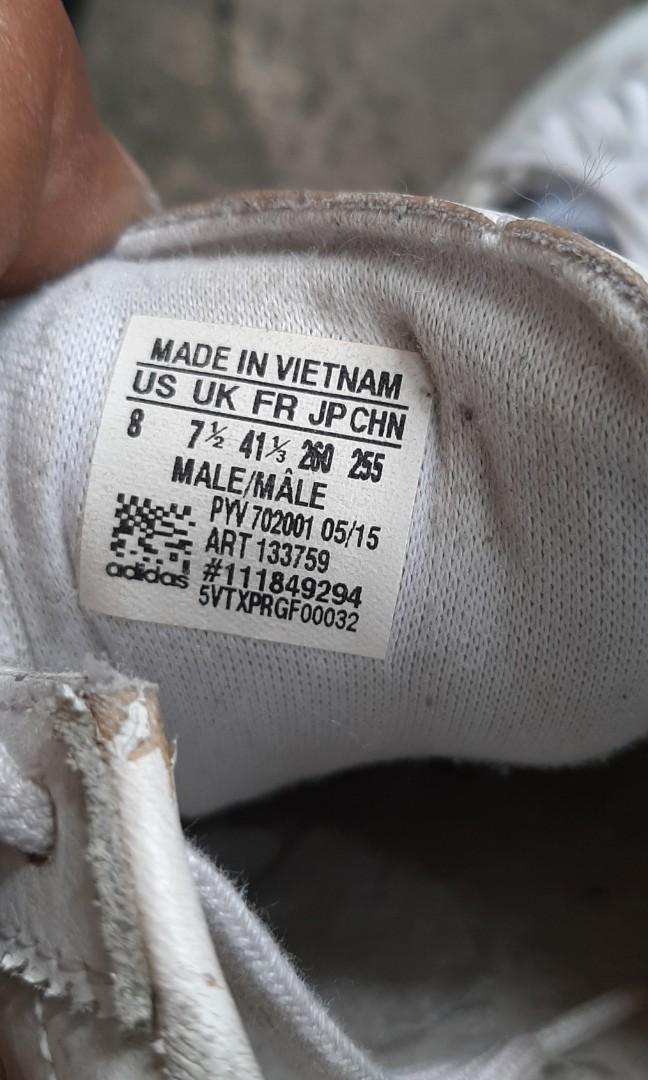 MADE IN VIETNAM
US UK FR JP CHN
8 7½ 41⅓ 260 255
MALE/MÂLE
PYV 702001 05/15
ART 133759
#111849294
adidas
5VTXPRGF00032